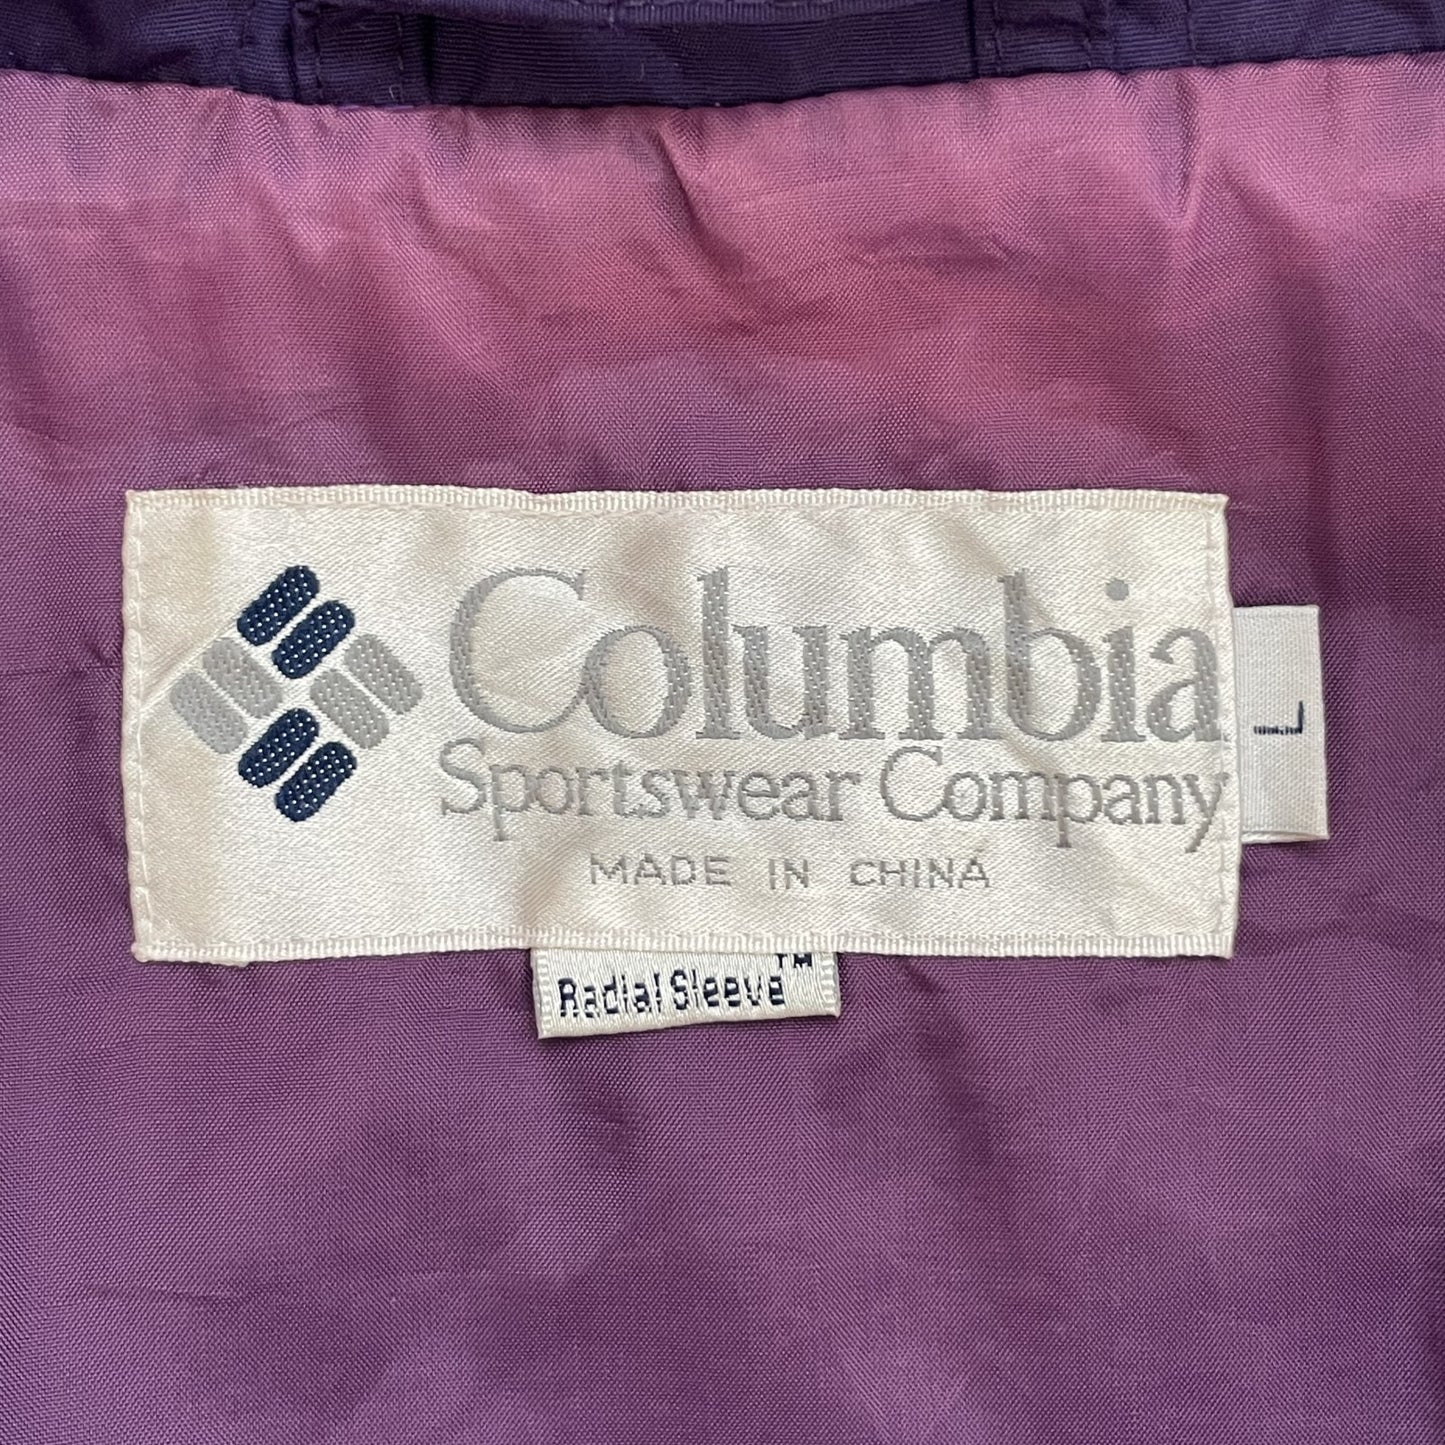 Columbia
Sportswear Company
MADE IN CHINA
L
Radial Sleeve™